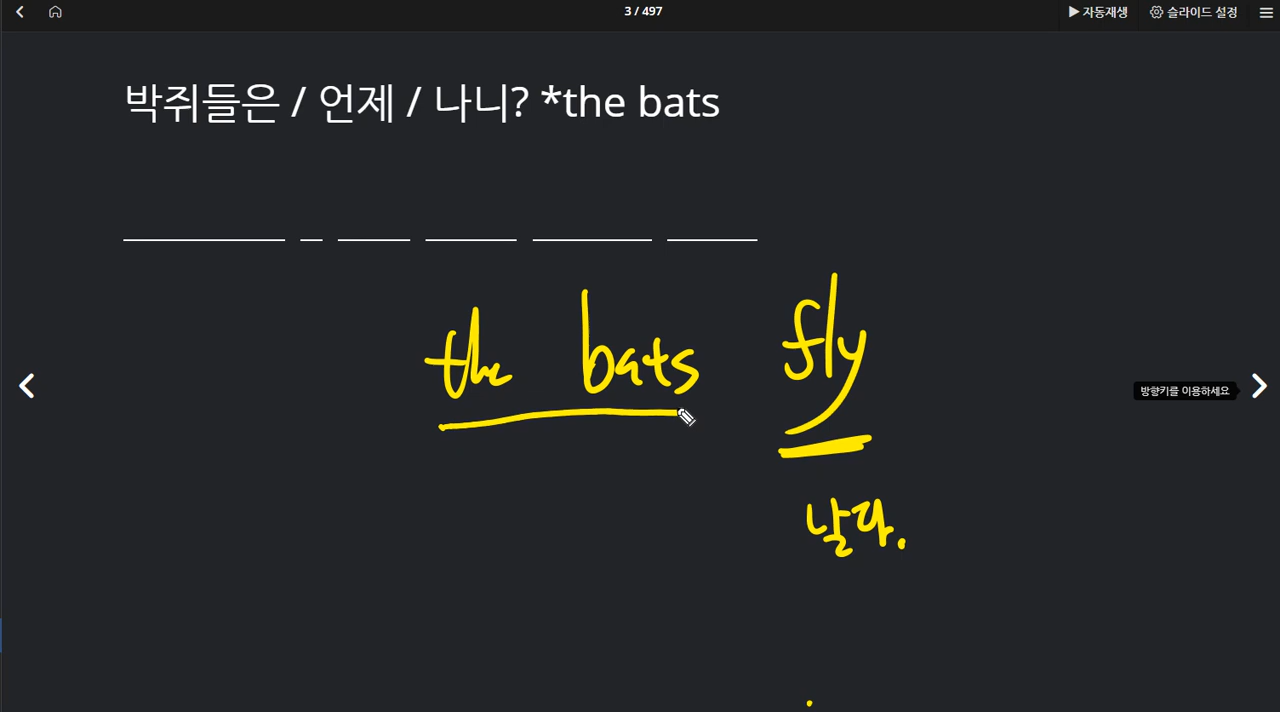 3 / 497
▶ 자동재생
슬라이드 설정
박쥐들은 / 언제 / 나니? *the bats
the bats fly
방향키를 이용하세요
날다.